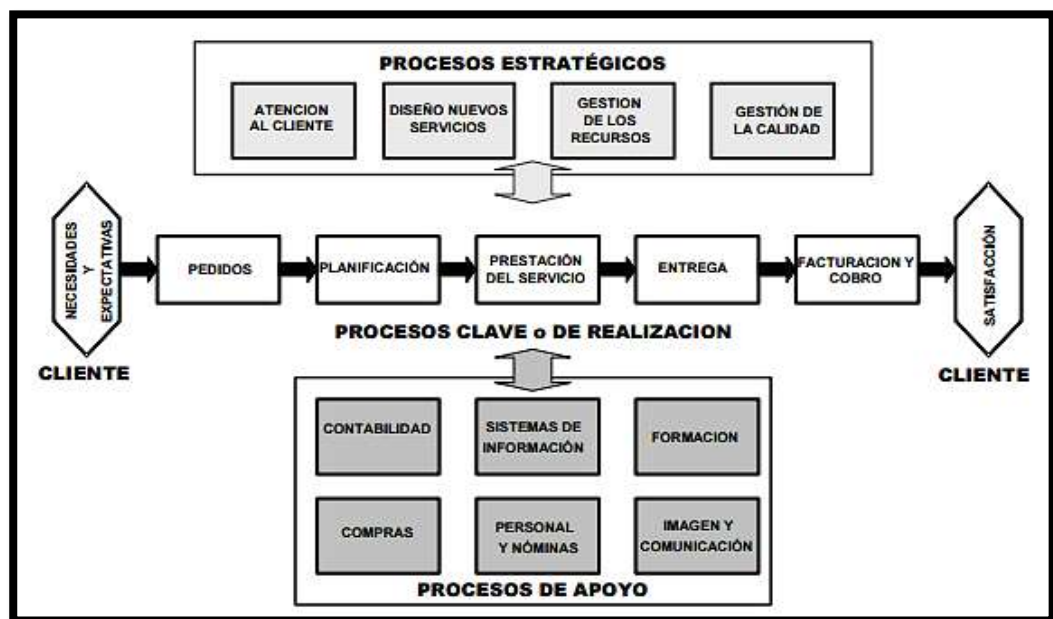 PROCESOS ESTRATÉGICOS
ATENCION
AL CLIENTE
DISEÑO NUEVOS
SERVICIOS
GESTION
DE LOS
RECURSOS
GESTIÓN DE
LA CALIDAD
NECESIDADES
Y
EXPECTATIVAS
CLIENTE
PEDIDOS
PLANIFICACIÓN
PRESTACIÓN
DEL SERVICIO
ENTREGA
FACTURACION Y
COBRO
SATISFACCIÓN
CLIENTE
PROCESOS CLAVE o DE REALIZACION
CONTABILIDAD
SISTEMAS DE
INFORMACIÓN
FORMACION
COMPRAS
PERSONAL
Y NÓMINAS
IMAGEN Y
COMUNICACIÓN
PROCESOS DE APOYO